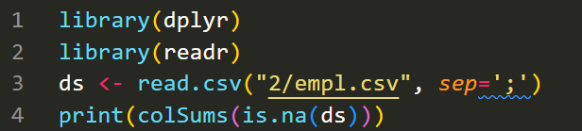 1 library(dplyr)
2 library(readr)
3 ds <- read.csv("2/empl.csv", sep=';')
4 print(colSums(is.na(ds)))